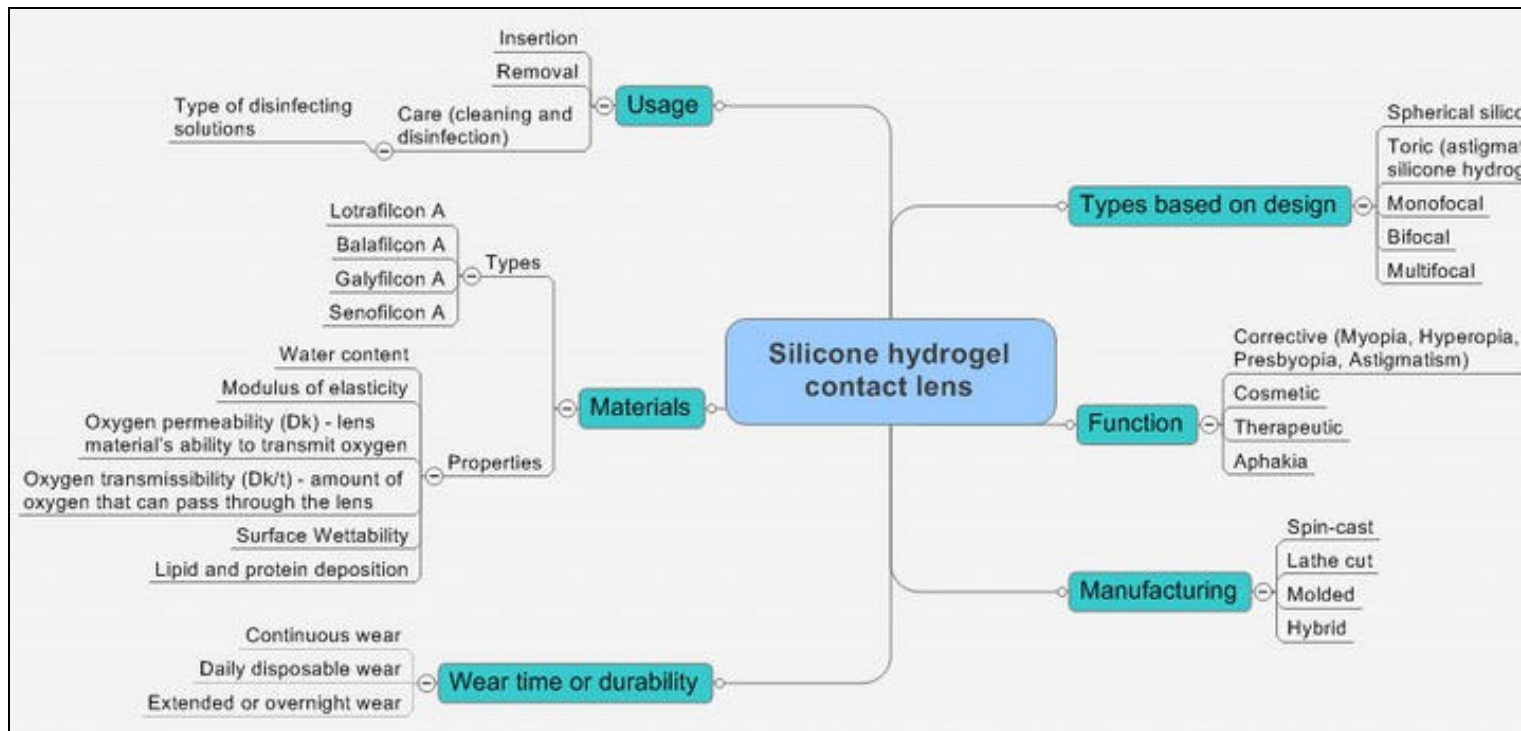 Insertion
Removal
Care (cleaning and
disinfection)
Type of disinfecting
solutions
Usage
Lotrafilcon A
Balafilcon A
Galyfilcon A
Senofilcon A
Types
Water content
Modulus of elasticity
Oxygen permeability (Dk) - lens
material's ability to transmit oxygen
Oxygen transmissibility (Dk/t) - amount of
oxygen that can pass through the lens
Surface Wettability
Lipid and protein deposition
Properties
Materials
Continuous wear
Daily disposable wear
Extended or overnight wear
Wear time or durability
Silicone hydrogel
contact lens
Types based on design
Spherical
Toric
silicone
Monofocal
Bifocal
Multifocal
Function
Corrective (Myopia, Hyperopia,
Presbyopia, Astigmatism)
Cosmetic
Therapeutic
Aphakia
Manufacturing
Spin-cast
Lathe cut
Molded
Hybrid